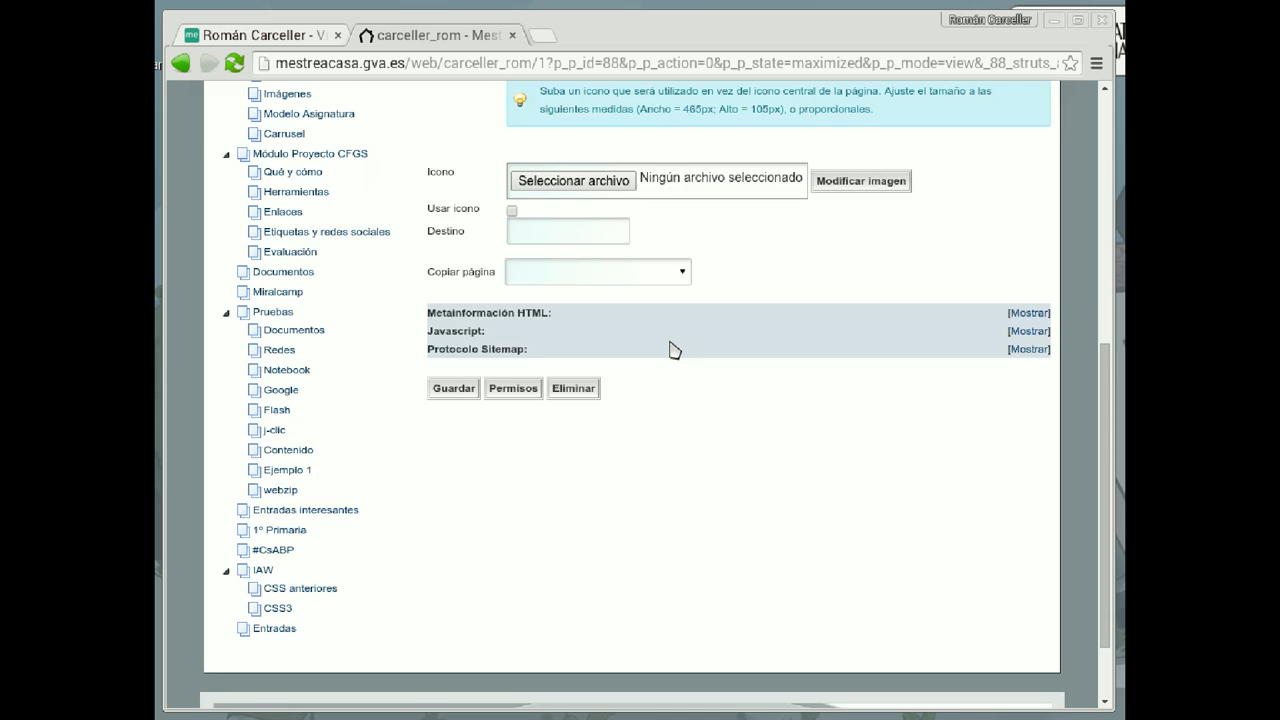 Román Carceller
me Román Carceller - V
carceller_rom - Mest
mestreacasa.gva.es/web/carceller_rom/1?p_p_id=88&p_p_action=0&p_p_state=maximized&p_p_mode=view&_88_struts_
Imágenes
Modelo Asignatura
Carrusel
Módulo Proyecto CFGS
Qué y cómo
Herramientas
Enlaces
Etiquetas y redes sociales
Evaluación
Documentos
Miralcamp
Pruebas
Documentos
Redes
Notebook
Google
Flash
j-clic
Contenido
Ejemplo 1
webzip
Entradas interesantes
1º Primaria
#CsABP
IAW
CSS anteriores
CSS3
Entradas
Suba un icono que será utilizado en vez del icono central de la página. Ajuste el tamaño a las
siguientes medidas (Ancho = 465px; Alto = 105px), o proporcionales.
Icono Seleccionar archivo Ningún archivo seleccionado Modificar imagen
Usar icono
Destino
Copiar página
Metainformación HTML: [Mostrar]
Javascript: [Mostrar]
Protocolo Sitemap: [Mostrar]
Guardar Permisos Eliminar